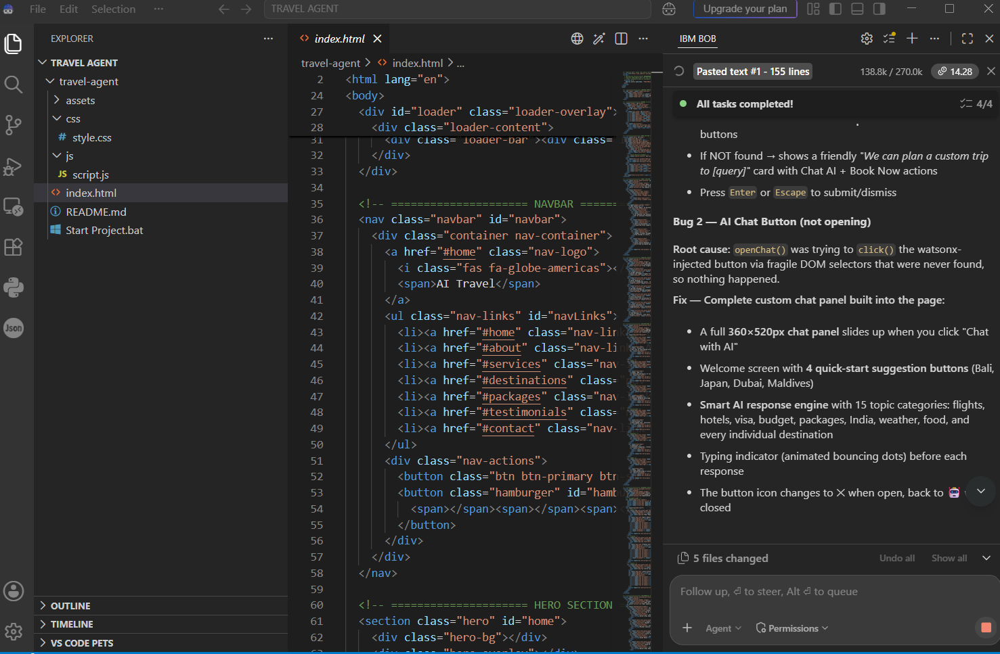 File Edit Selection ··· TRAVEL AGENT Upgrade your plan
EXPLORER ···
TRAVEL AGENT
travel-agent
assets
css
# style.css
js
JS script.js
<> index.html
README.md
Start Project.bat
OUTLINE
TIMELINE
VS CODE PETS
Json
<> index.html
travel-agent > <> index.html > ...
2 <html lang="en">
24 <body>
27 <div id="loader" class="loader-overlay">
28 <div class="loader-content">
31 <div class="loader-bar"><div class=
32 </div>
33 </div>
34
35 <!-- ===================== NAVBAR ======
36 <nav class="navbar" id="navbar">
37 <div class="container nav-container">
38 <a href="#home" class="nav-logo">
39 <i class="fas fa-globe-americas"><
40 <span>AI Travel</span>
41 </a>
42 <ul class="nav-links" id="navLinks">
43 <li><a href="#home" class="nav-lin
44 <li><a href="#about" class="nav-li
45 <li><a href="#services" class="nav
46 <li><a href="#destinations" class=
47 <li><a href="#packages" class="nav
48 <li><a href="#testimonials" class="
49 <li><a href="#contact" class="nav-
50 </ul>
51 <div class="nav-actions">
52 <button class="btn btn-primary btn
53 <button class="hamburger" id="hamb
54 <span></span><span></span><span>
55 </button>
56 </div>
57 </div>
58 </nav>
59
60 <!-- ===================== HERO SECTION
61 <section class="hero" id="home">
62 <div class="hero-bg"></div>
63 <div class="hero-overlay"></div>
IBM BOB
Pasted text #1 - 155 lines 138.8k / 270.0k 14.28
All tasks completed! 4/4
buttons
• If NOT found → shows a friendly "We can plan a custom trip
to [query]" card with Chat AI + Book Now actions
• Press Enter or Escape to submit/dismiss
Bug 2 — AI Chat Button (not opening)
Root cause: openChat() was trying to click() the watsonx-
injected button via fragile DOM selectors that were never found,
so nothing happened.
Fix — Complete custom chat panel built into the page:
• A full 360×520px chat panel slides up when you click "Chat
with AI"
• Welcome screen with 4 quick-start suggestion buttons (Bali,
Japan, Dubai, Maldives)
• Smart AI response engine with 15 topic categories: flights,
hotels, visa, budget, packages, India, weather, food, and
every individual destination
• Typing indicator (animated bouncing dots) before each
response
• The button icon changes to ✕ when open, back to 🤖
closed
5 files changed Undo all Show all
Follow up, ⏎ to steer, Alt ⏎ to queue
+ Agent Permissions